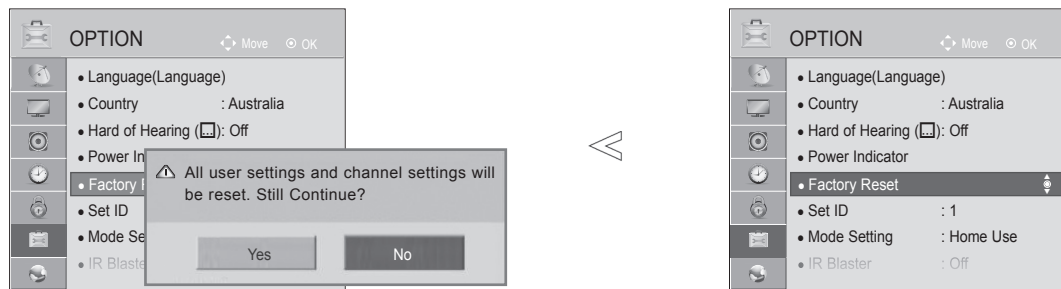 OPTION
Move OK
• Language(Language)
• Country : Australia
• Hard of Hearing (...): Off
• Power In
• Factory R
• Set ID
• Mode Se
• IR Blaste
All user settings and channel settings will
be reset. Still Continue?
Yes
No
OPTION
Move OK
• Language(Language)
• Country : Australia
• Hard of Hearing (...): Off
• Power Indicator
• Factory Reset
• Set ID : 1
• Mode Setting : Home Use
• IR Blaster : Off